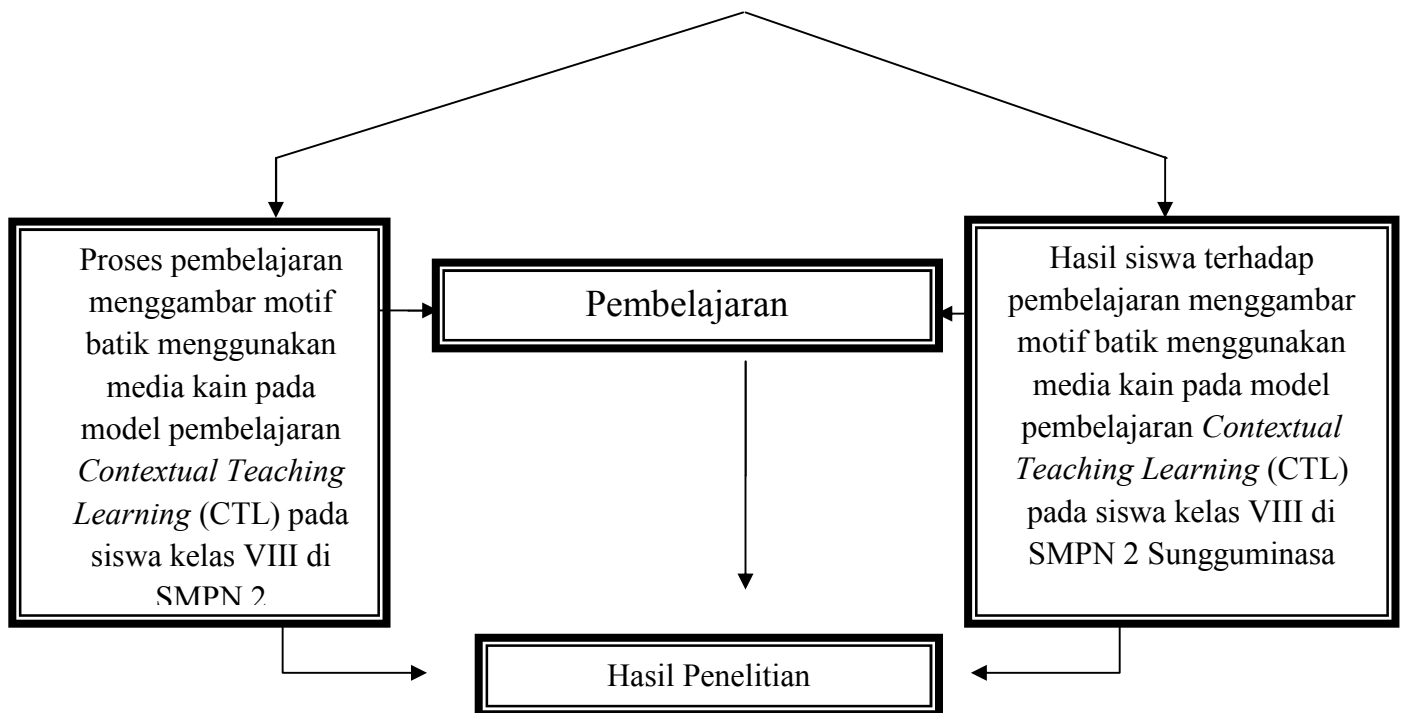 Proses pembelajaran
menggambar motif
batik menggunakan
media kain pada
model pembelajaran
Contextual Teaching
Learning (CTL) pada
siswa kelas VIII di
SMPN 2
Pembelajaran
Hasil siswa terhadap
pembelajaran menggambar
motif batik menggunakan
media kain pada model
pembelajaran Contextual
Teaching Learning (CTL)
pada siswa kelas VIII di
SMPN 2 Sungguminasa
Hasil Penelitian